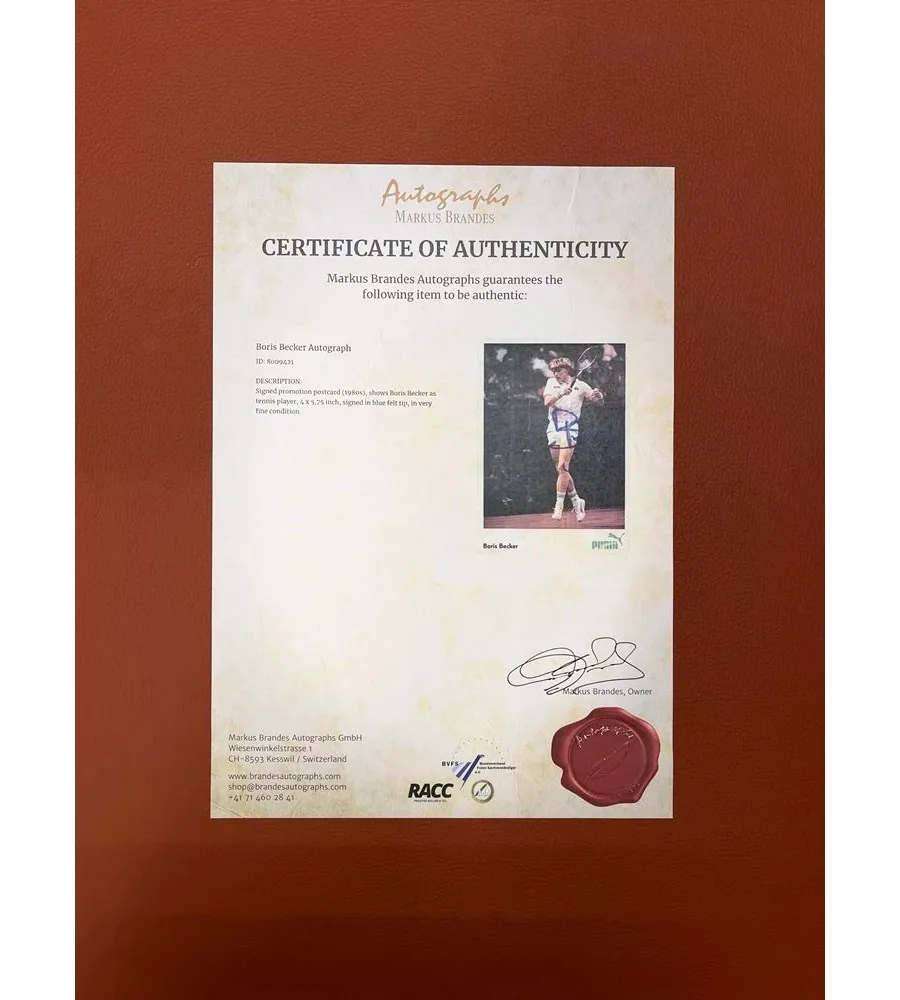 Autographs
MARKUS BRANDES
CERTIFICATE OF AUTHENTICITY
Markus Brandes Autographs guarantees the
following item to be authentic:
Boris Becker Autograph
ID: 8009421
DESCRIPTION:
Signed promotion postcard (1980s), shows Boris Becker as
tennis player, 4 x 5,75 inch, signed in blue felt tip, in very
fine condition
Boris Becker
PUMA
Markus Brandes, Owner
Autographs
Markus Brandes Autographs GmbH
Wiesenwinkelstrasse 1
CH-8593 Kesswil / Switzerland
www.brandesautographs.com
shop@brandesautographs.com
+41 71 460 28 41
BVFS
RACC